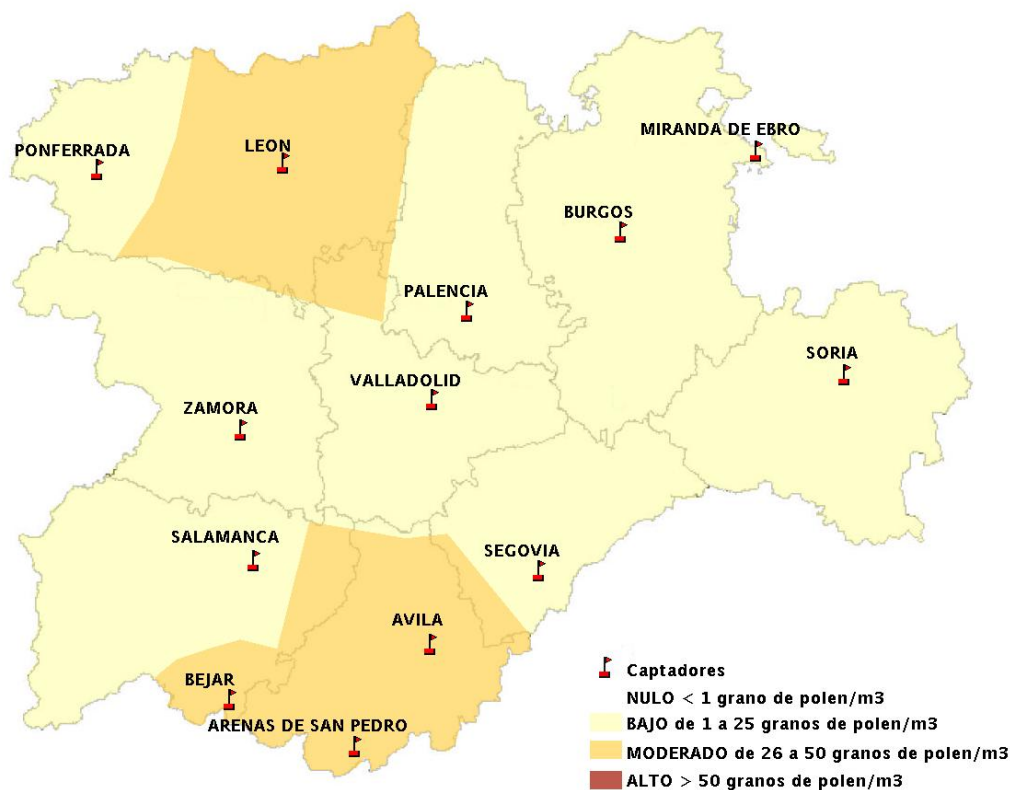 MIRANDA DE EBRO
PONFERRADA
LEON
BURGOS
PALENCIA
SORIA
VALLADOLID
ZAMORA
SALAMANCA
SEGOVIA
AVILA
BEJAR
ARENAS DE SAN PEDRO
Captadores
NULO < 1 grano de polen/m3
BAJO de 1 a 25 granos de polen/m3
MODERADO de 26 a 50 granos de polen/m3
ALTO > 50 granos de polen/m3